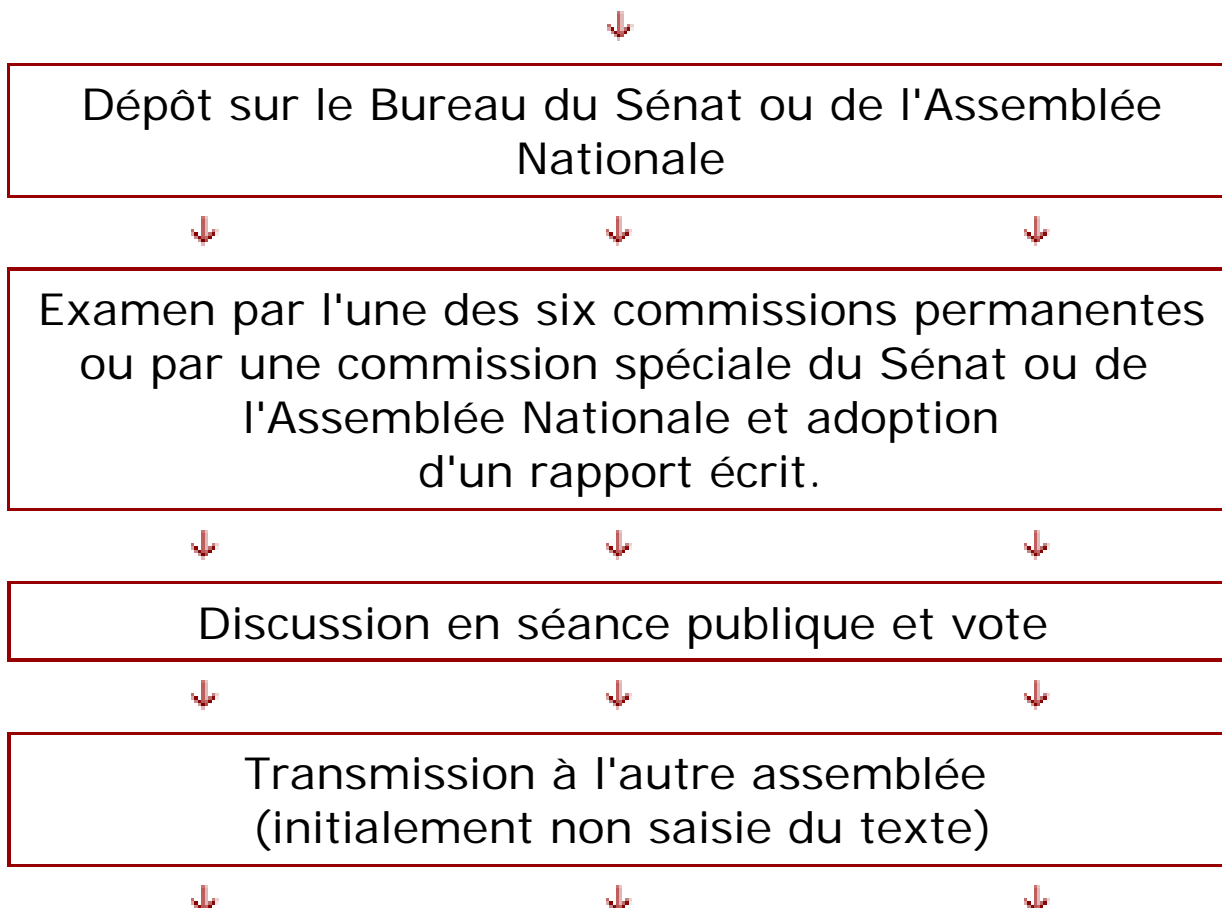 Dépôt sur le Bureau du Sénat ou de l'Assemblée
Nationale
Examen par l'une des six commissions permanentes
ou par une commission spéciale du Sénat ou de
l'Assemblée Nationale et adoption
d'un rapport écrit.
Discussion en séance publique et vote
Transmission à l'autre assemblée
(initialement non saisie du texte)